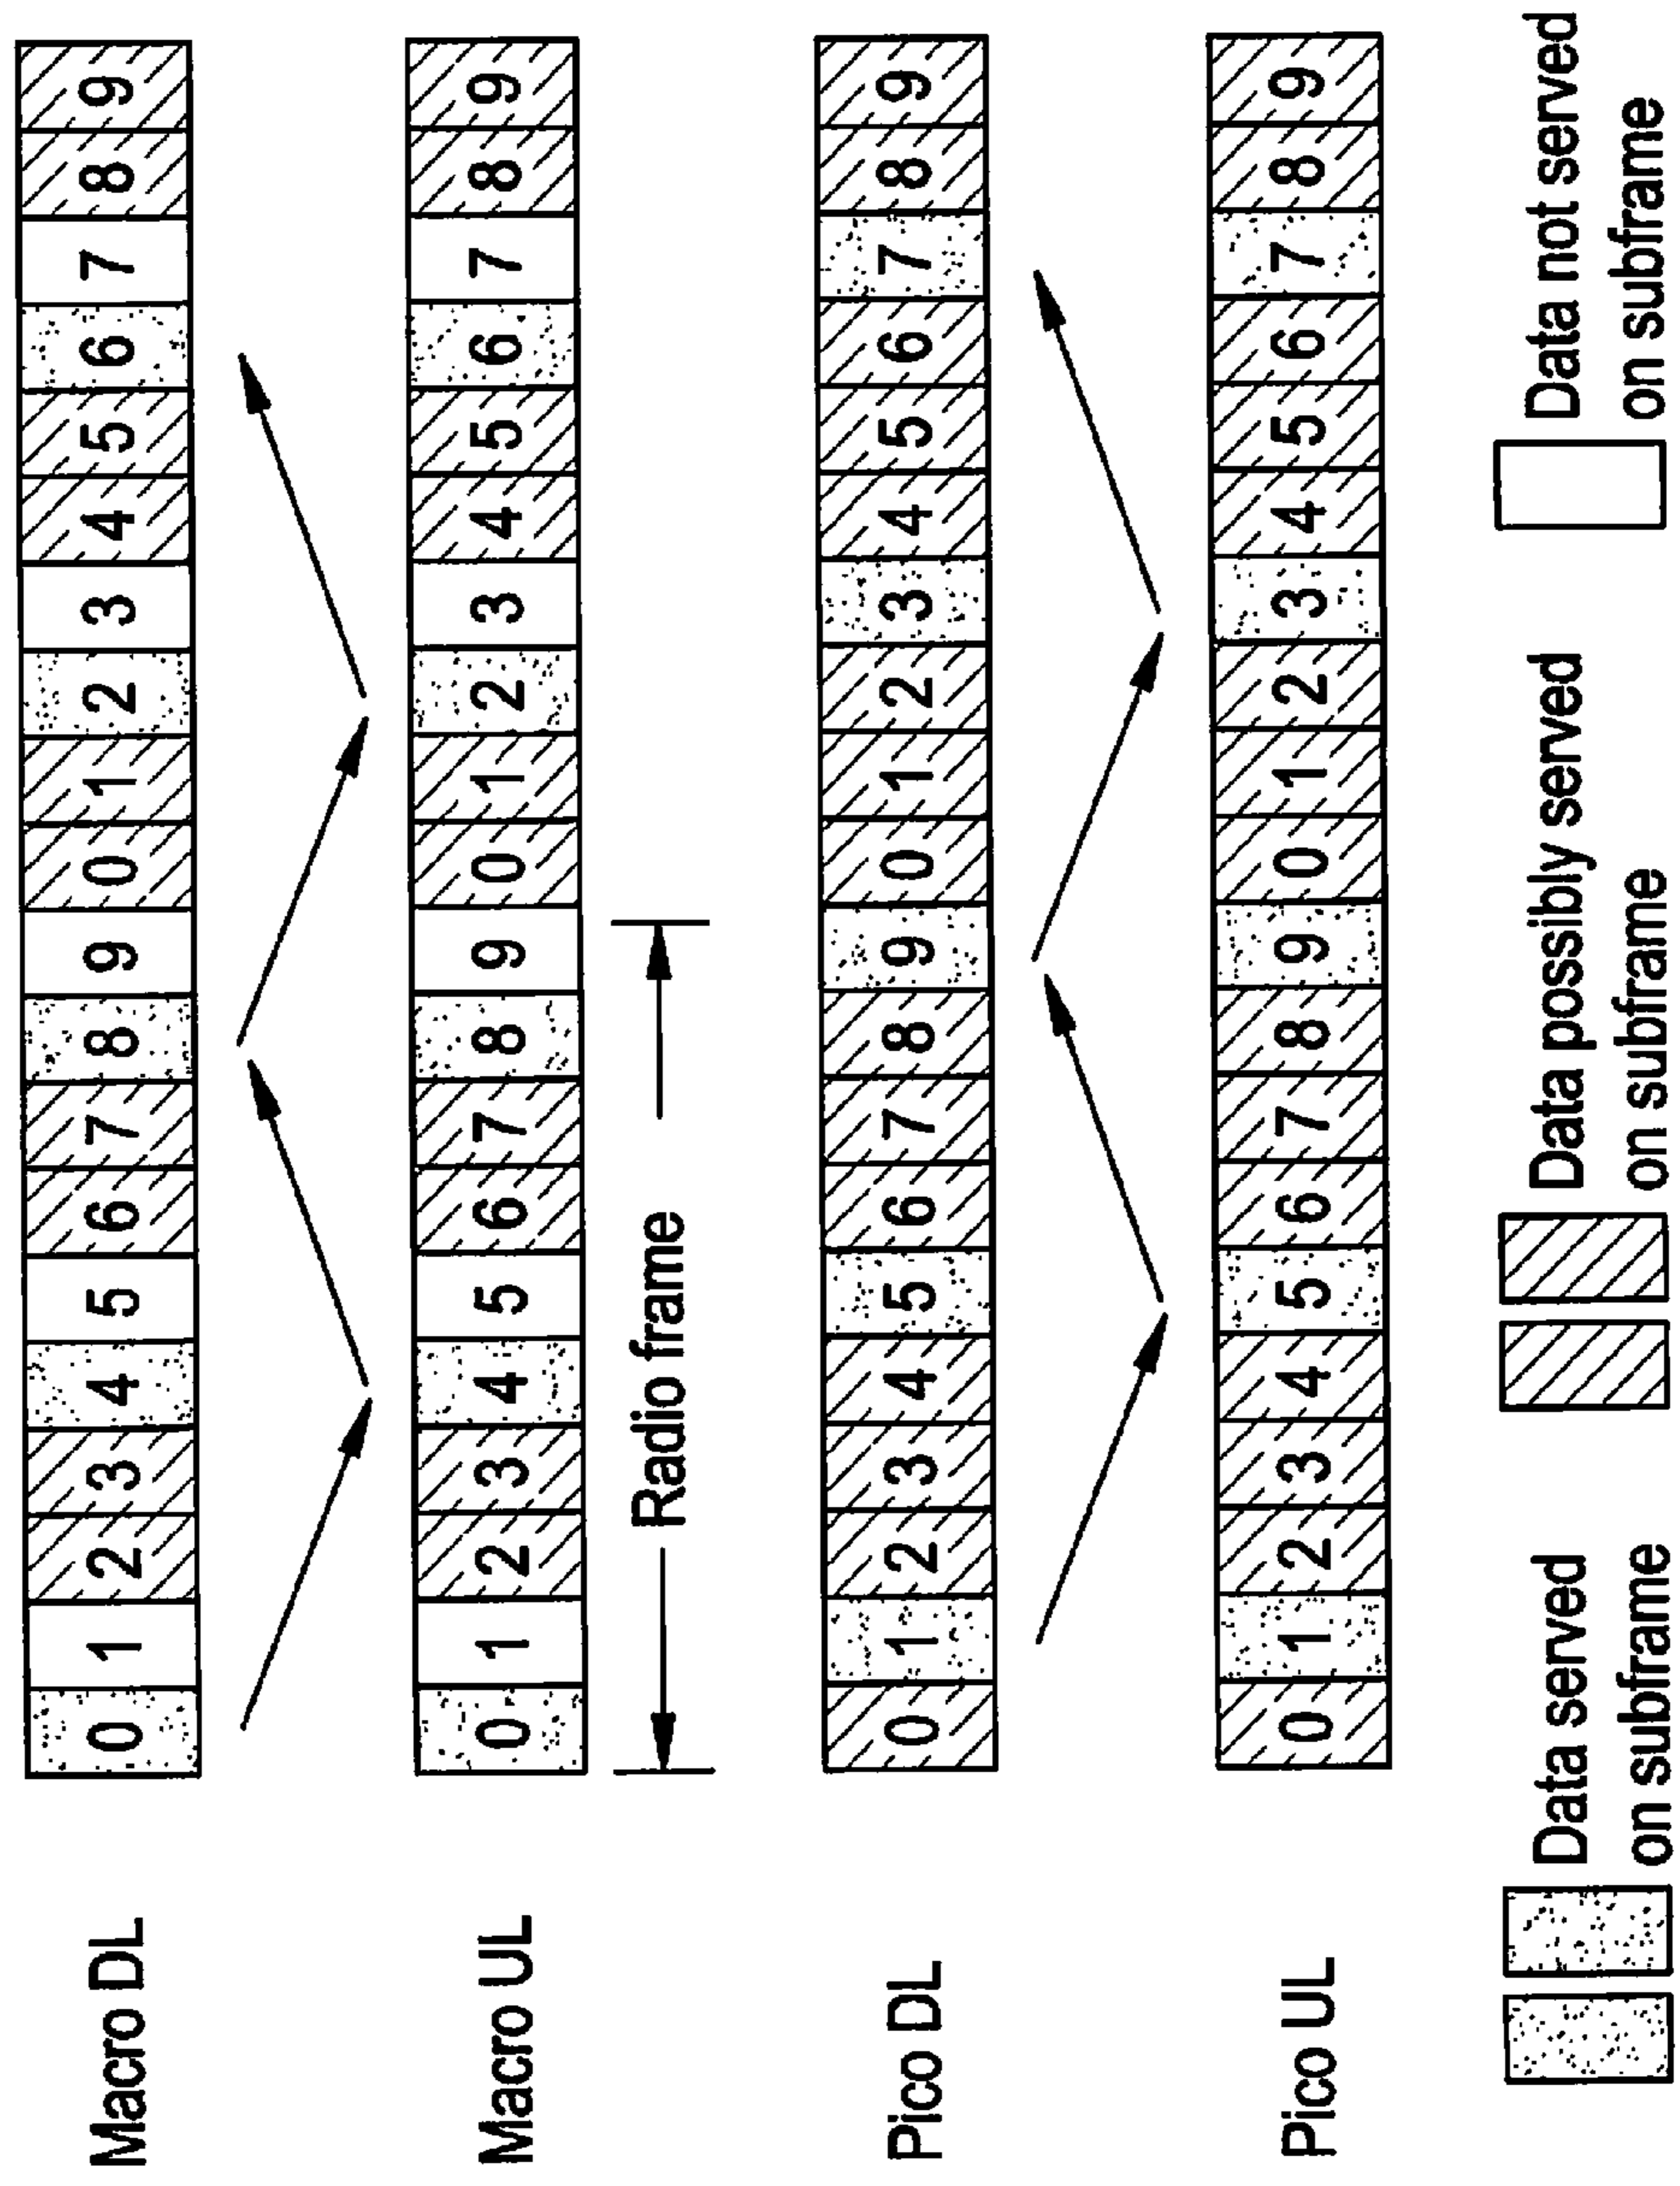 Macro DL 0 1 2 3 4 5 6 7 8 9 0 1 2 3 4 5 6 7 8 9
Macro UL 0 1 2 3 4 5 6 7 8 9 0 1 2 3 4 5 6 7 8 9
Radio frame
Pico DL 0 1 2 3 4 5 6 7 8 9 0 1 2 3 4 5 6 7 8 9
Pico UL 0 1 2 3 4 5 6 7 8 9 0 1 2 3 4 5 6 7 8 9
Data served
on subframe
Data possibly served
on subframe
Data not served
on subframe